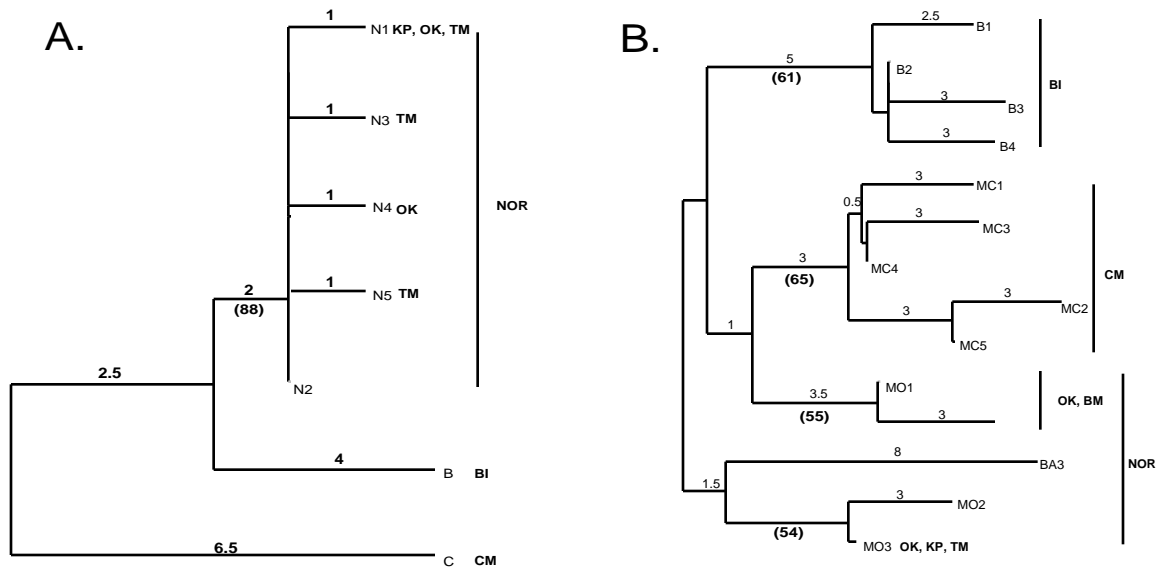 A.
1
N1 KP, OK, TM
1
N3 TM
1
N4 OK
NOR
1
N5 TM
2
(88)
N2
2.5
4
B BI
6.5
C CM
B.
2.5
B1
5
(61)
B2
BI
3
B3
3
B4
3
MC1
0.5
3
MC3
3
(65)
MC4
CM
3
MC2
3
MC5
1
3.5
(55)
MO1
OK, BM
3
8
BA3
NOR
1.5
3
MO2
(54)
MO3 OK, KP, TM